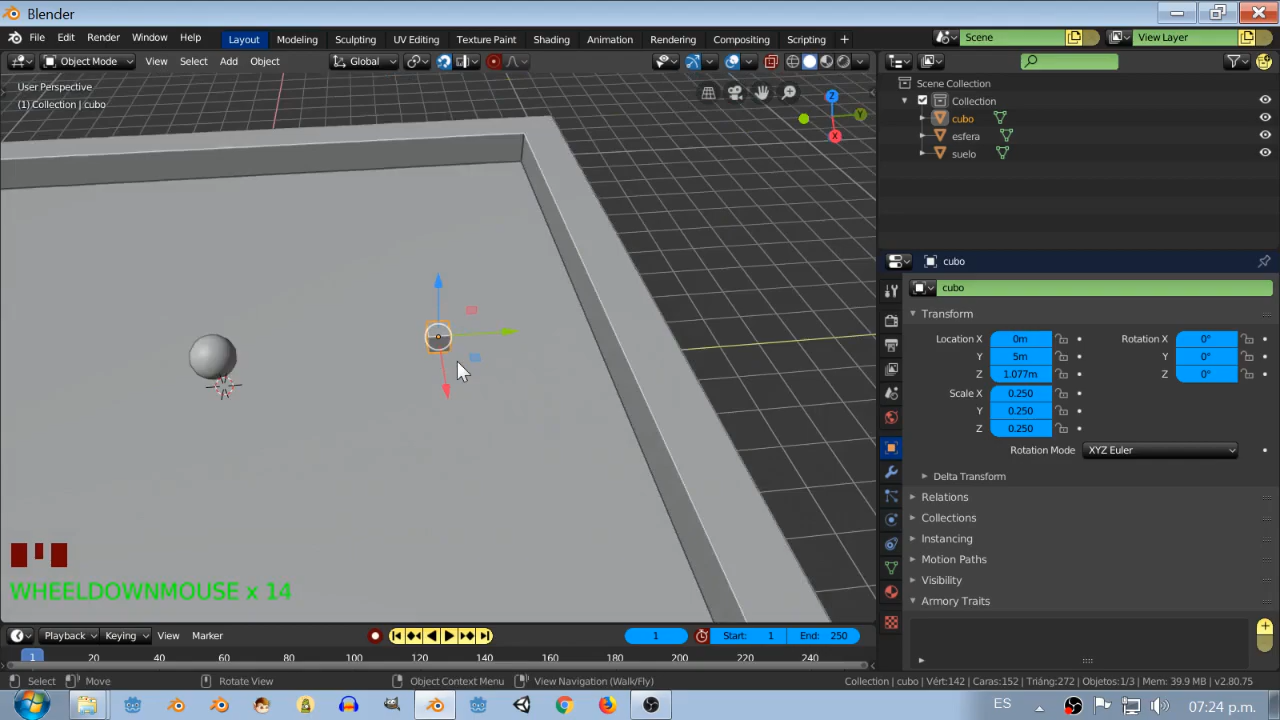 Blender
File Edit Render Window Help Layout Modeling Sculpting UV Editing Texture Paint Shading Animation Rendering Compositing Scripting + Scene View Layer
Object Mode View Select Add Object Global
User Perspective
(1) Collection | cubo
Z
Y
X
Scene Collection
Collection
cubo
esfera
suelo
cubo
cubo
Transform
Location X 0m Rotation X 0°
Y 5m Y 0°
Z 1.077m Z 0°
Scale X 0.250
Y 0.250
Z 0.250
Rotation Mode XYZ Euler
Delta Transform
Relations
Collections
Instancing
Motion Paths
Visibility
Armory Traits
WHEELDOWNMOUSE x 14
Playback Keying View Marker 1 Start: 1 End: 250
1 20 40 60 80 100 120 140 160 180 200 220 240
Select Move Rotate View Object Context Menu View Navigation (Walk/Fly) Collection | cubo | Vért:142 | Caras:152 | Triáng:272 | Objetos:1/3 | Mem: 39.9 MB | v2.80.75
ES 07:24 p.m.